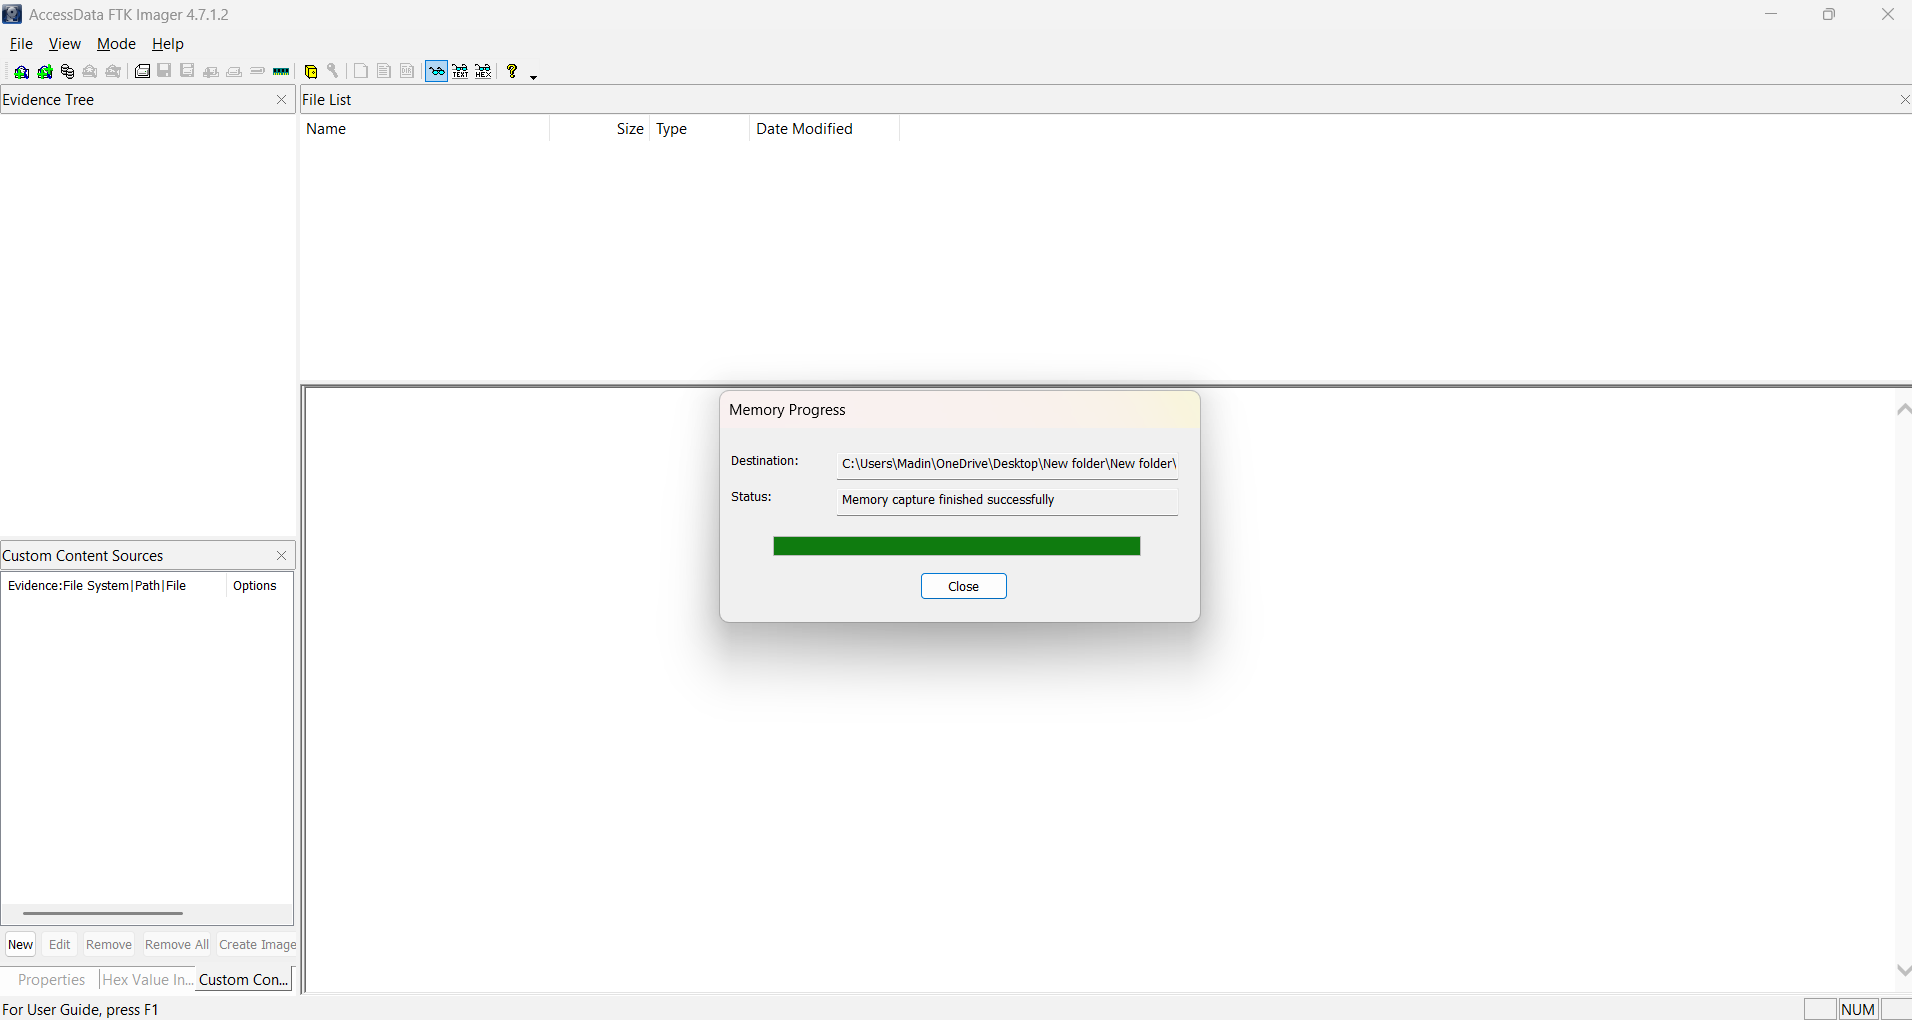 AccessData FTK Imager 4.7.1.2
File View Mode Help
TEXT HEX ?
Evidence Tree
File List
Name Size Type Date Modified
Memory Progress
Destination: C:\Users\Madin\OneDrive\Desktop\New folder\New folder\
Status: Memory capture finished successfully
Close
Custom Content Sources
Evidence:File System|Path|File Options
New Edit Remove Remove All Create Image
Properties Hex Value In... Custom Con...
For User Guide, press F1
NUM